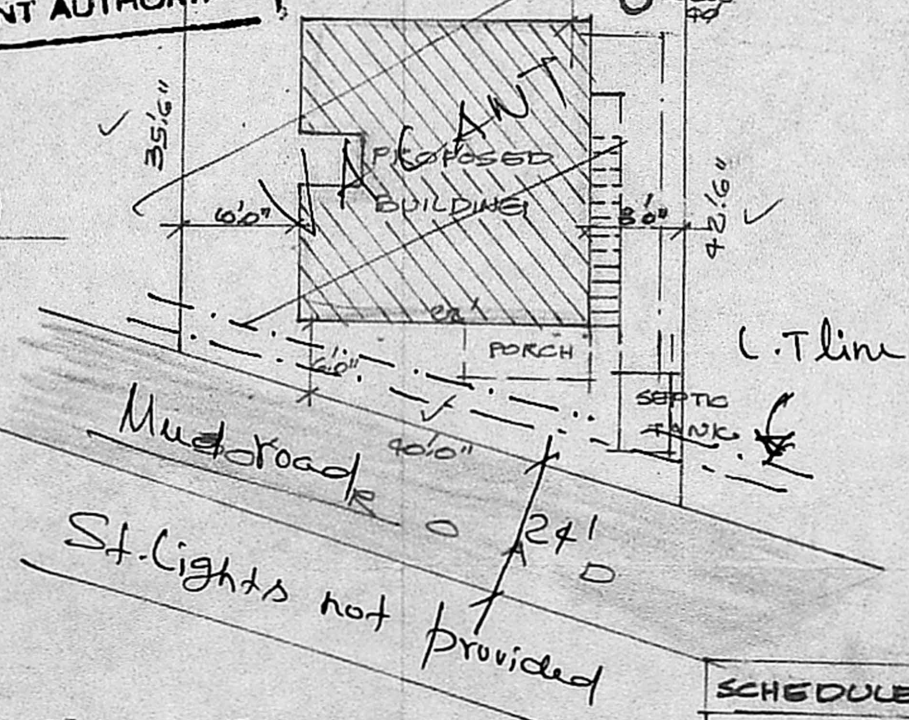 NT AUTHORI
35'6"
VACANT
PROPOSED
BUILDING
6'0"
3'0"
42'6"
22'
6'0"
PORCH
L.T line
SEPTIC
TANK
40'0"
Mud road
R O A D
24'
St. Lights not provided
SCHEDULE